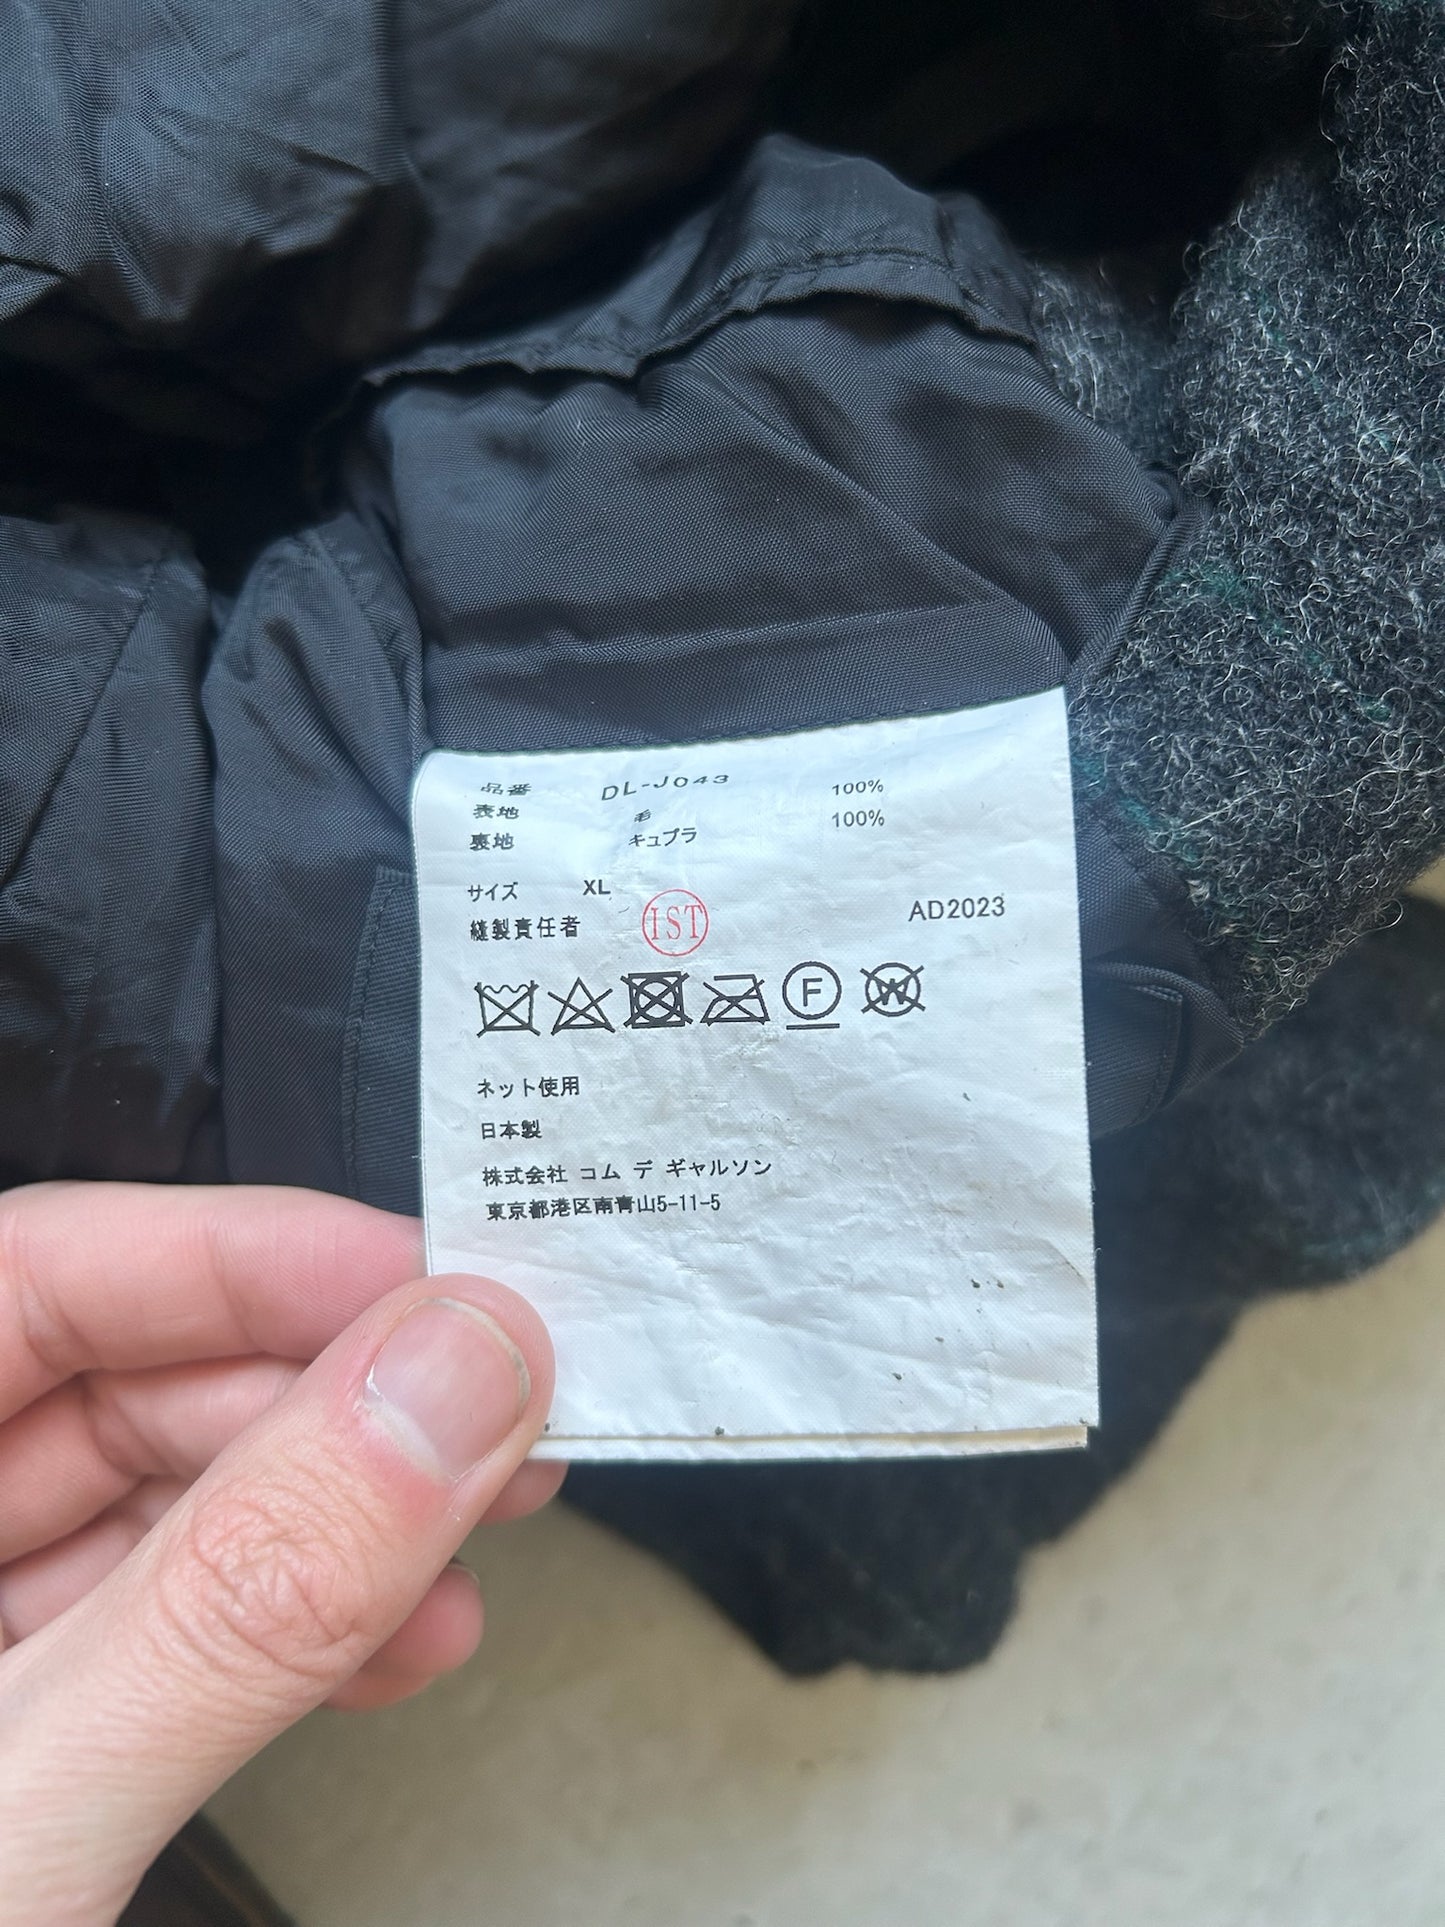 品番 DL-J043
表地 毛 100%
裏地 キュプラ 100%
サイズ XL
縫製責任者 IST AD2023
F W
ネット使用
日本製
株式会社 コム デ ギャルソン
東京都港区南青山5-11-5